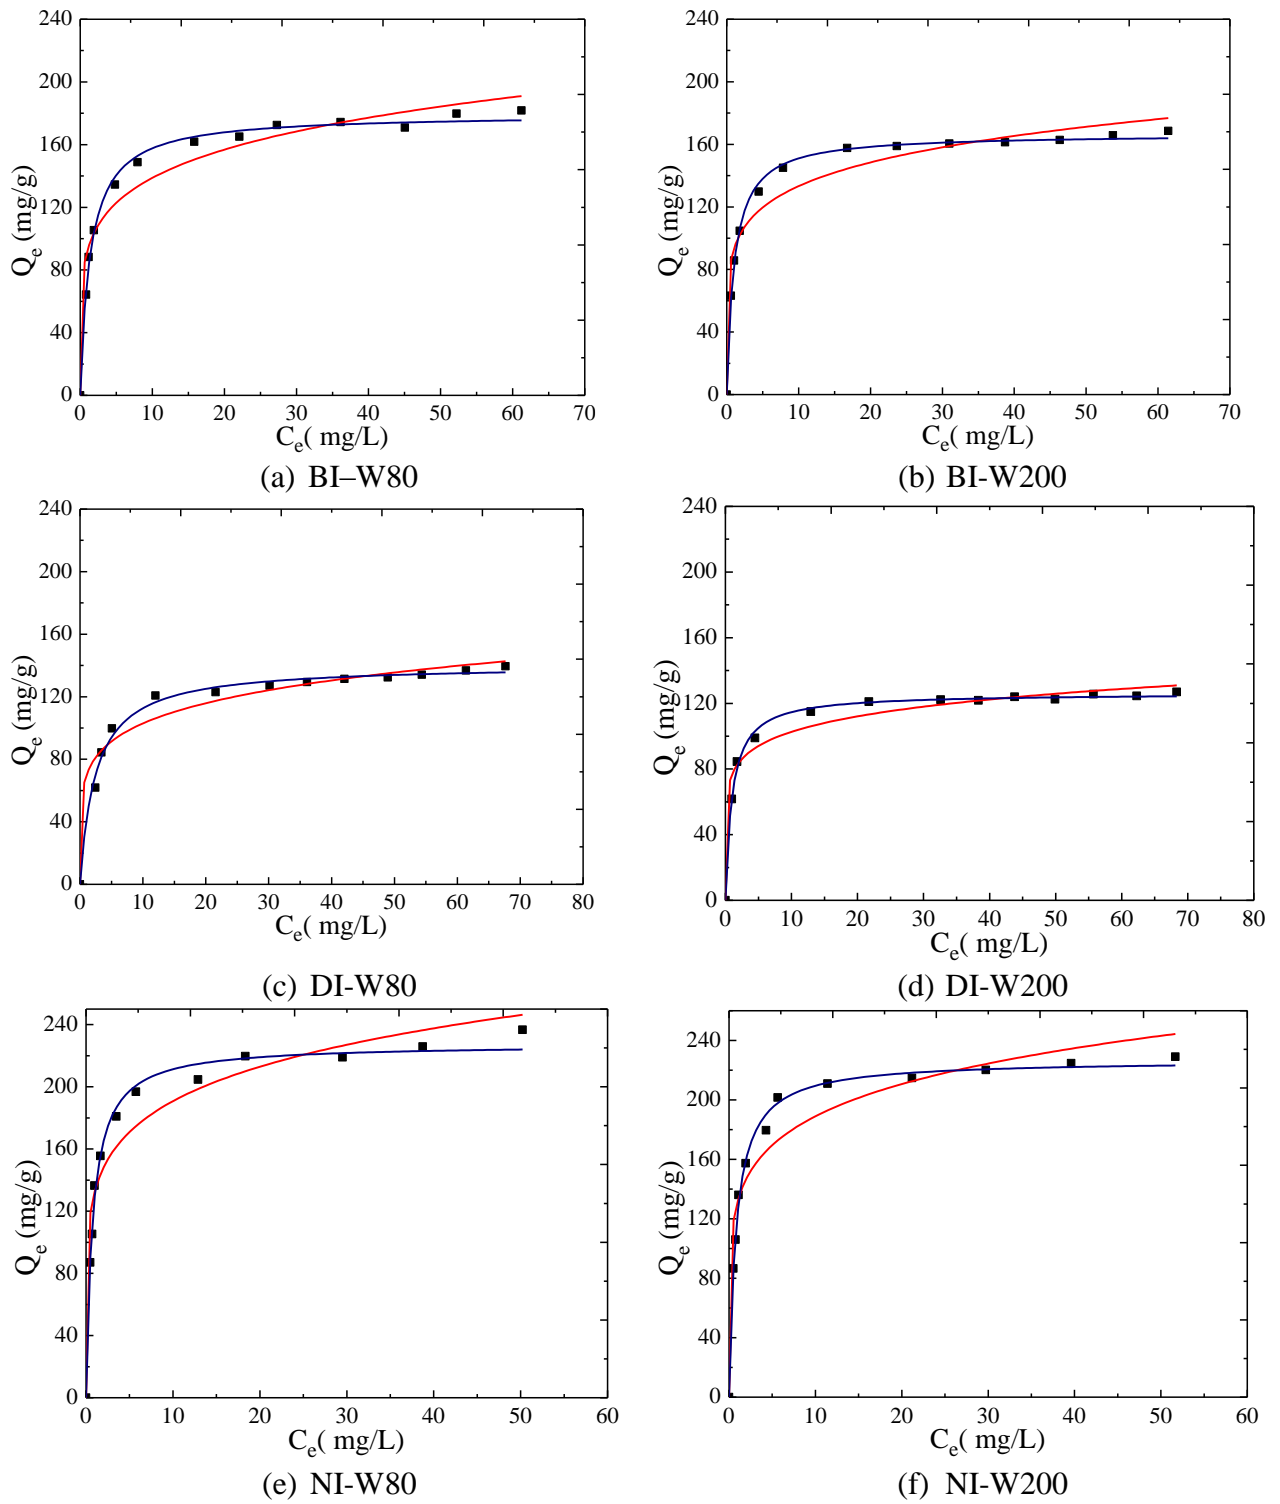 240
200
160
120
80
40
0
Qe (mg/g)
0 10 20 30 40 50 60 70
Ce( mg/L)
(a) BI–W80
240
200
160
120
80
40
0
Qe (mg/g)
0 10 20 30 40 50 60 70
Ce( mg/L)
(b) BI-W200
240
200
160
120
80
40
0
Qe (mg/g)
0 10 20 30 40 50 60 70 80
Ce( mg/L)
(c) DI-W80
240
200
160
120
80
40
0
Qe (mg/g)
0 10 20 30 40 50 60 70 80
Ce( mg/L)
(d) DI-W200
240
200
160
120
80
40
0
Qe (mg/g)
0 10 20 30 40 50 60
Ce( mg/L)
(e) NI-W80
240
200
160
120
80
40
0
Qe (mg/g)
0 10 20 30 40 50 60
Ce( mg/L)
(f) NI-W200